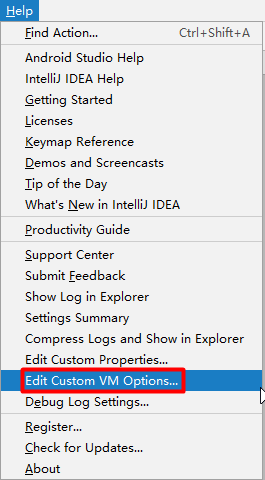 Help
Find Action... Ctrl+Shift+A
Android Studio Help
IntelliJ IDEA Help
Getting Started
Licenses
Keymap Reference
Demos and Screencasts
Tip of the Day
What's New in IntelliJ IDEA
Productivity Guide
Support Center
Submit Feedback
Show Log in Explorer
Settings Summary
Compress Logs and Show in Explorer
Edit Custom Properties...
Edit Custom VM Options...
Debug Log Settings...
Register...
Check for Updates...
About